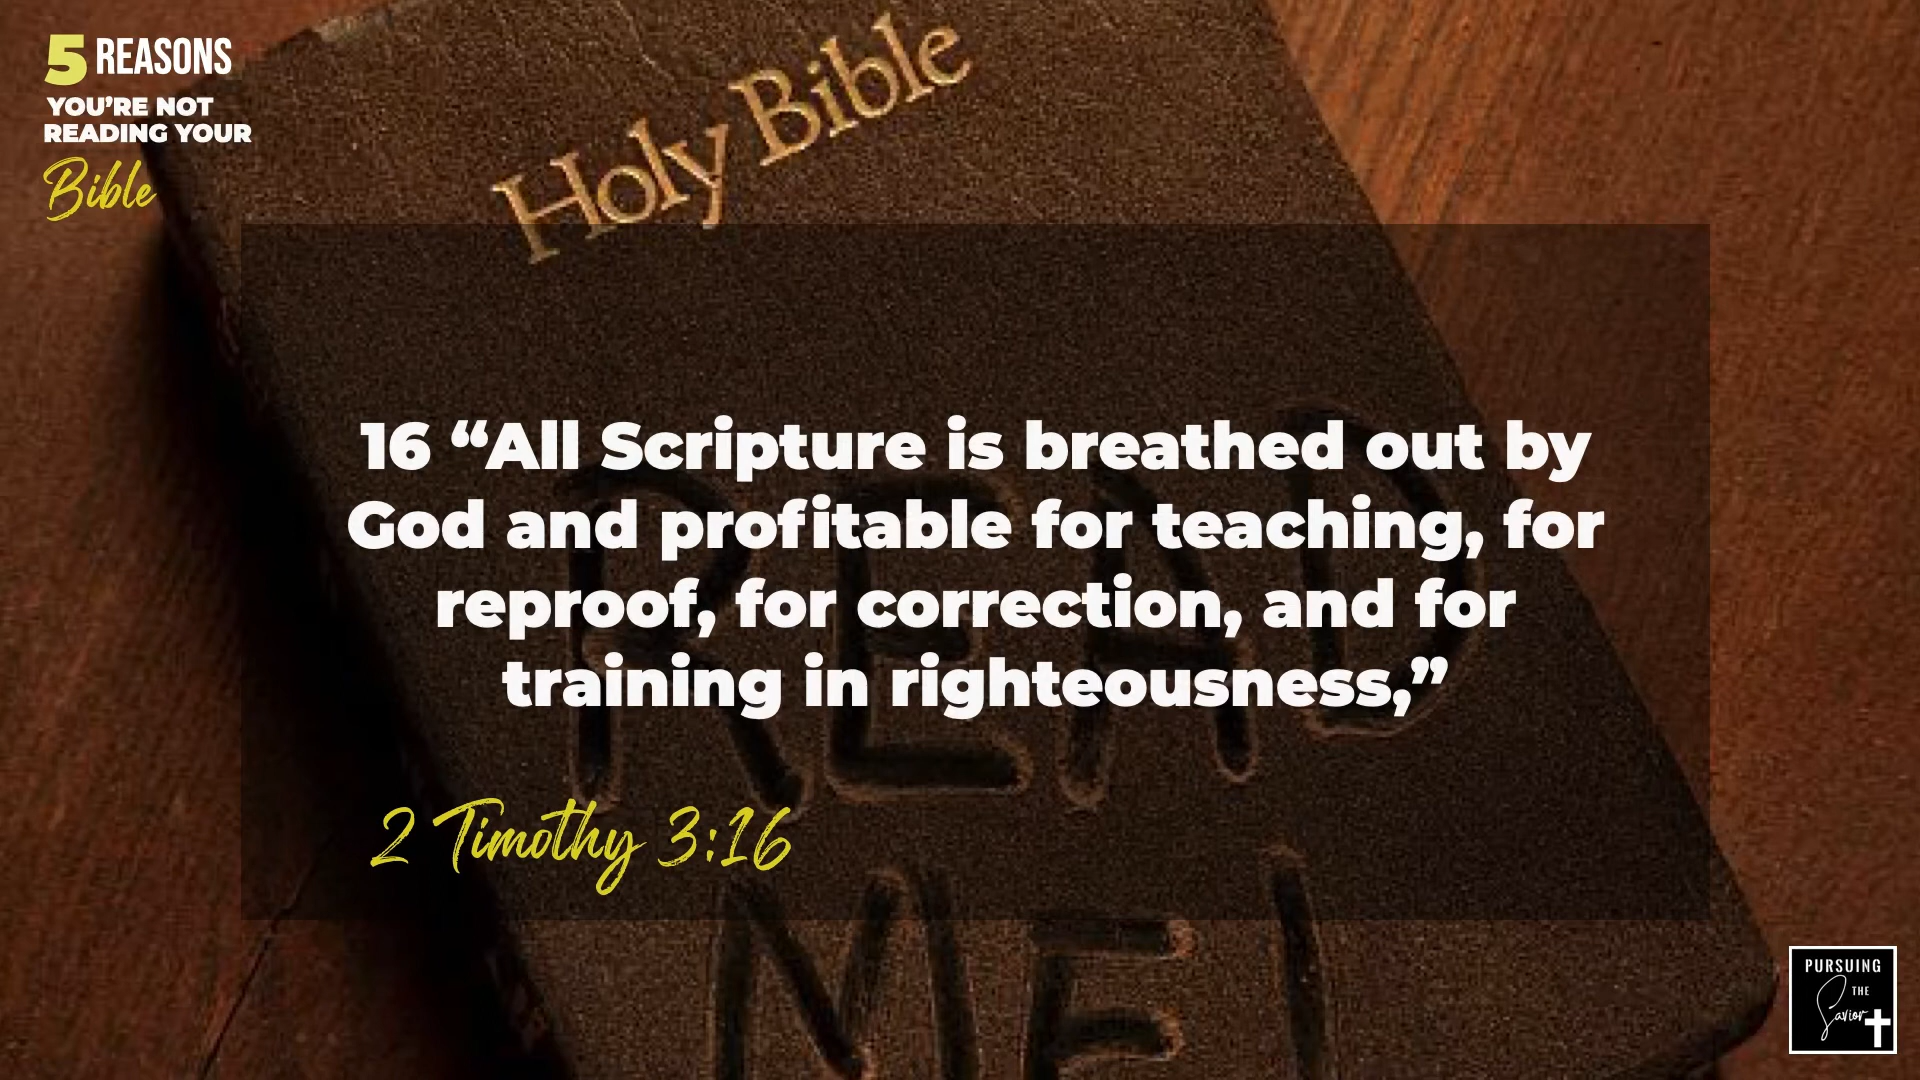 5 REASONS
YOU'RE NOT
READING YOUR
Bible
Holy Bible
16 “All Scripture is breathed out by
God and profitable for teaching, for
reproof, for correction, and for
training in righteousness,”
READ
2 Timothy 3:16
ME!
PURSUING
THE
Savior